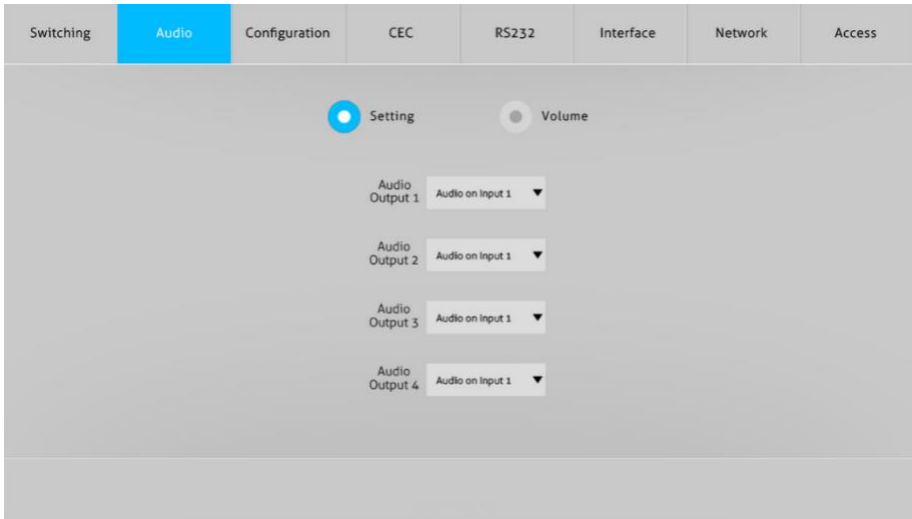 Switching Audio Configuration CEC RS232 Interface Network Access
Setting Volume
Audio
Output 1 Audio on Input 1
Audio
Output 2 Audio on Input 1
Audio
Output 3 Audio on Input 1
Audio
Output 4 Audio on Input 1